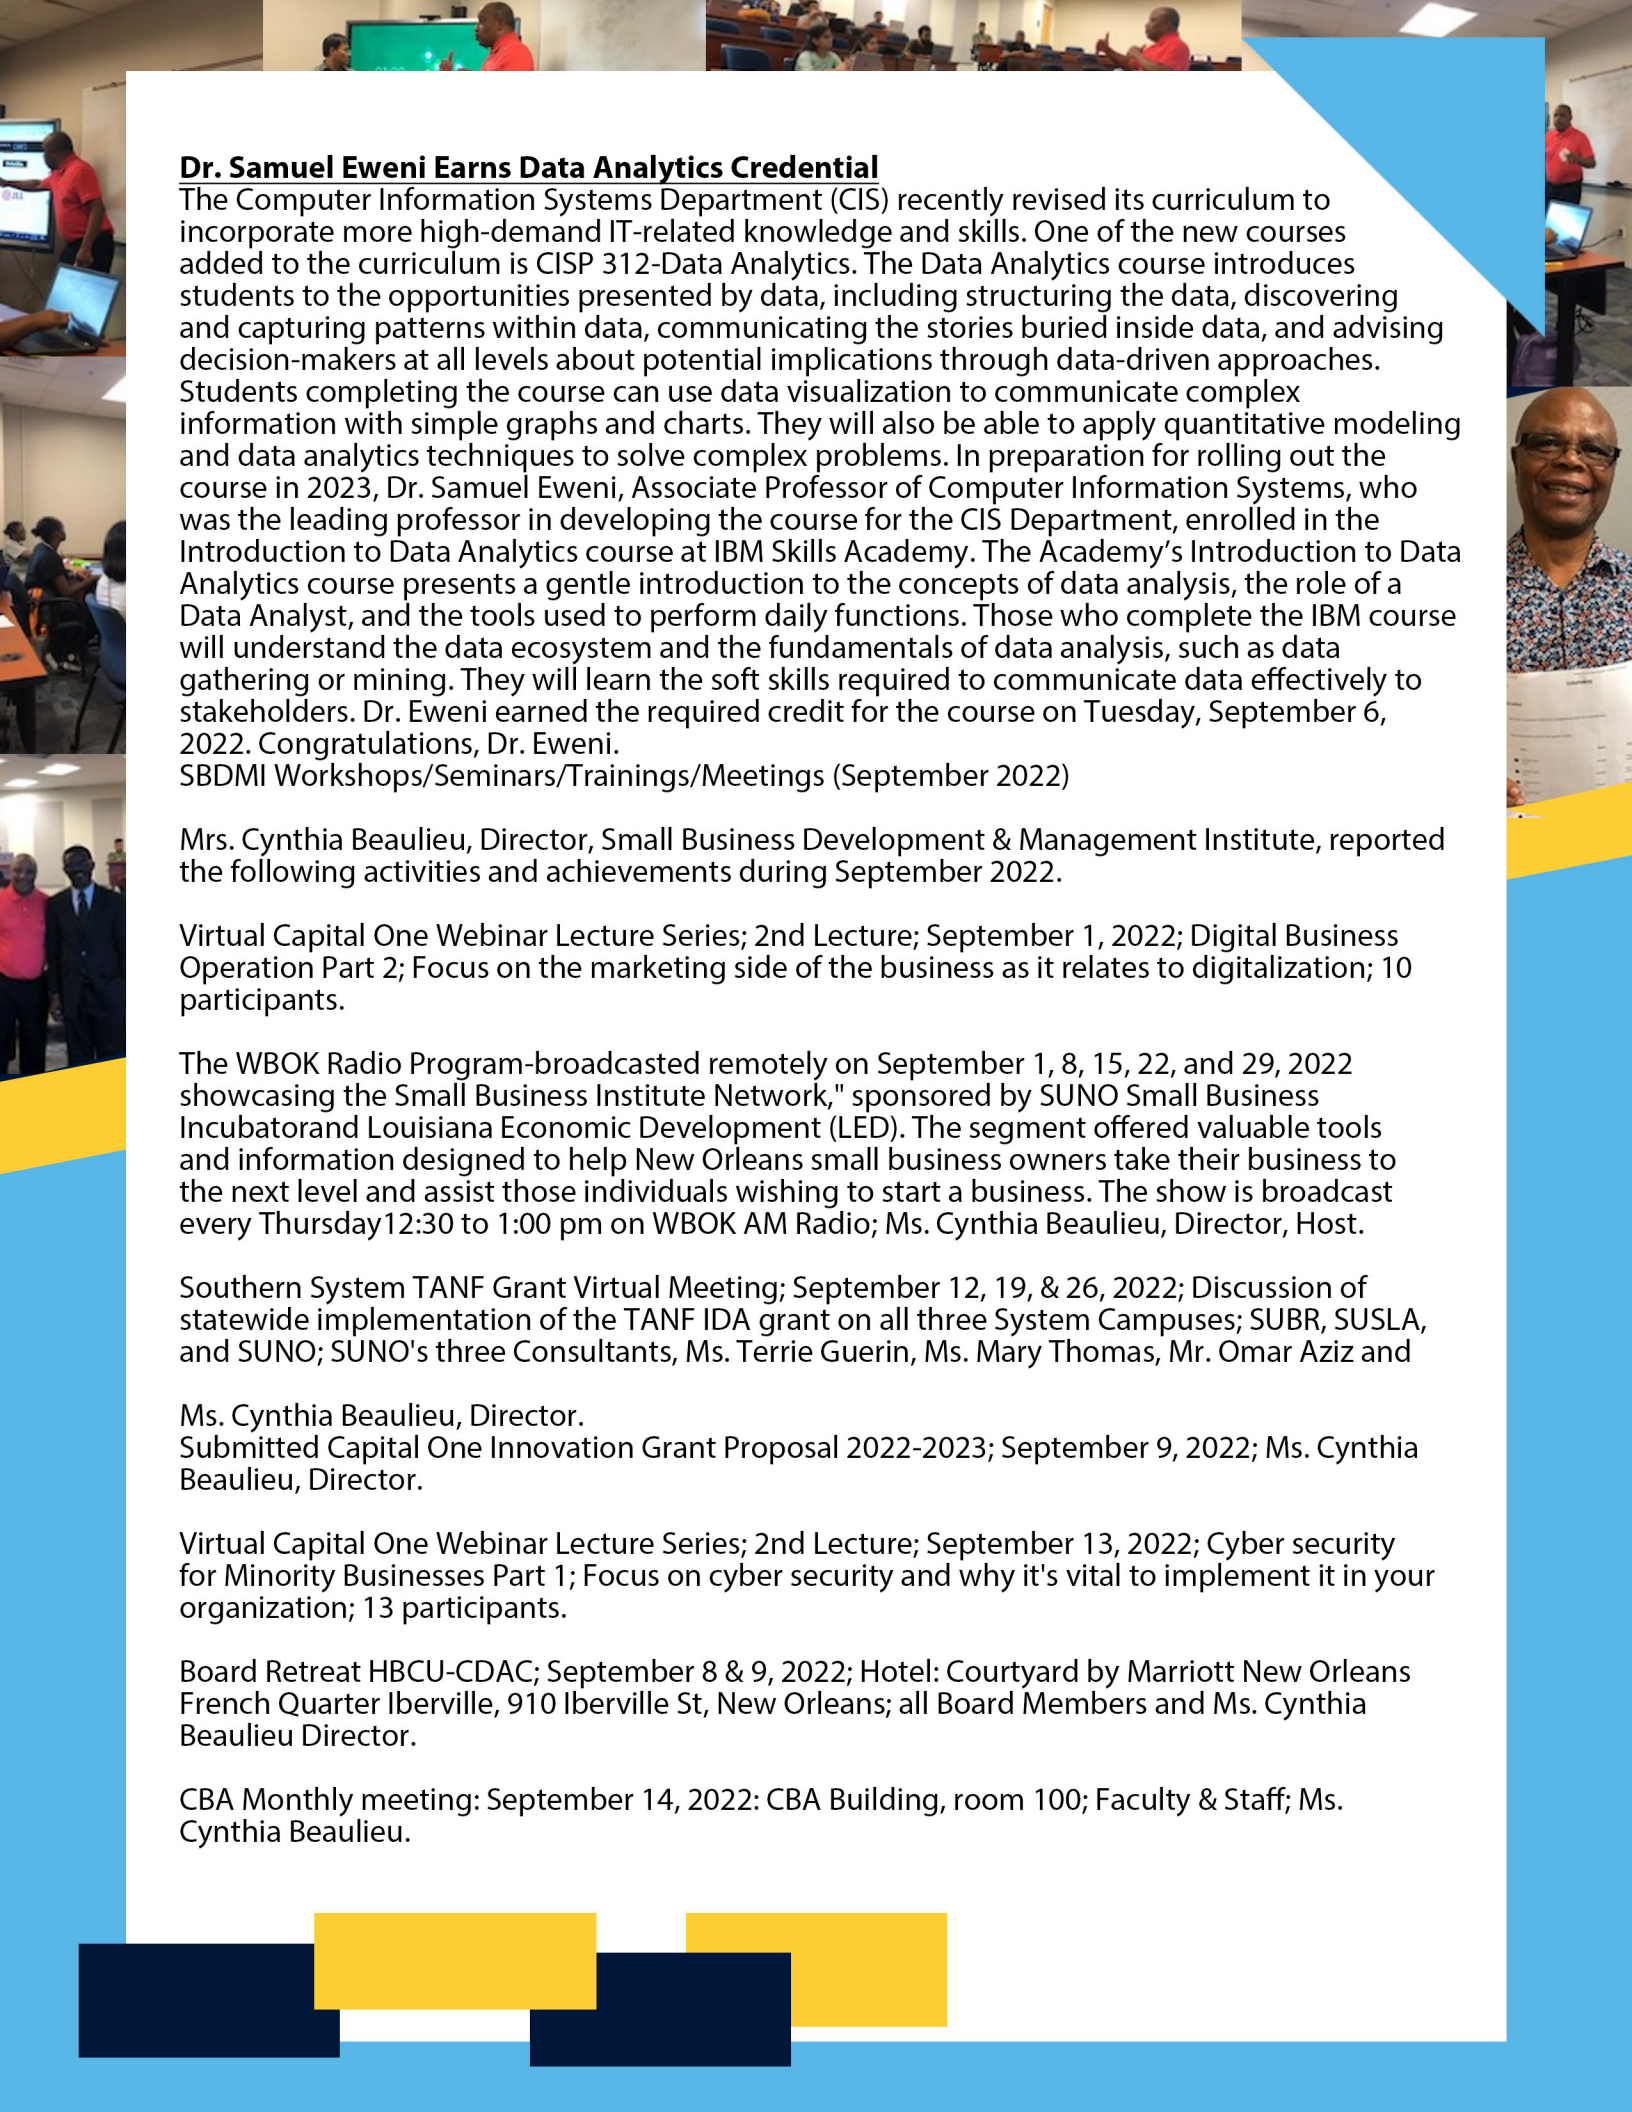 Dr. Samuel Eweni Earns Data Analytics Credential
The Computer Information Systems Department (CIS) recently revised its curriculum to
incorporate more high-demand IT-related knowledge and skills. One of the new courses
added to the curriculum is CISP 312-Data Analytics. The Data Analytics course introduces
students to the opportunities presented by data, including structuring the data, discovering
and capturing patterns within data, communicating the stories buried inside data, and advising
decision-makers at all levels about potential implications through data-driven approaches.
Students completing the course can use data visualization to communicate complex
information with simple graphs and charts. They will also be able to apply quantitative modeling
and data analytics techniques to solve complex problems. In preparation for rolling out the
course in 2023, Dr. Samuel Eweni, Associate Professor of Computer Information Systems, who
was the leading professor in developing the course for the CIS Department, enrolled in the
Introduction to Data Analytics course at IBM Skills Academy. The Academy’s Introduction to Data
Analytics course presents a gentle introduction to the concepts of data analysis, the role of a
Data Analyst, and the tools used to perform daily functions. Those who complete the IBM course
will understand the data ecosystem and the fundamentals of data analysis, such as data
gathering or mining. They will learn the soft skills required to communicate data effectively to
stakeholders. Dr. Eweni earned the required credit for the course on Tuesday, September 6,
2022. Congratulations, Dr. Eweni.
SBDMI Workshops/Seminars/Trainings/Meetings (September 2022)
Mrs. Cynthia Beaulieu, Director, Small Business Development & Management Institute, reported
the following activities and achievements during September 2022.
Virtual Capital One Webinar Lecture Series; 2nd Lecture; September 1, 2022; Digital Business
Operation Part 2; Focus on the marketing side of the business as it relates to digitalization; 10
participants.
The WBOK Radio Program-broadcasted remotely on September 1, 8, 15, 22, and 29, 2022
showcasing the Small Business Institute Network," sponsored by SUNO Small Business
Incubatorand Louisiana Economic Development (LED). The segment offered valuable tools
and information designed to help New Orleans small business owners take their business to
the next level and assist those individuals wishing to start a business. The show is broadcast
every Thursday12:30 to 1:00 pm on WBOK AM Radio; Ms. Cynthia Beaulieu, Director, Host.
Southern System TANF Grant Virtual Meeting; September 12, 19, & 26, 2022; Discussion of
statewide implementation of the TANF IDA grant on all three System Campuses; SUBR, SUSLA,
and SUNO; SUNO's three Consultants, Ms. Terrie Guerin, Ms. Mary Thomas, Mr. Omar Aziz and
Ms. Cynthia Beaulieu, Director.
Submitted Capital One Innovation Grant Proposal 2022-2023; September 9, 2022; Ms. Cynthia
Beaulieu, Director.
Virtual Capital One Webinar Lecture Series; 2nd Lecture; September 13, 2022; Cyber security
for Minority Businesses Part 1; Focus on cyber security and why it's vital to implement it in your
organization; 13 participants.
Board Retreat HBCU-CDAC; September 8 & 9, 2022; Hotel: Courtyard by Marriott New Orleans
French Quarter Iberville, 910 Iberville St, New Orleans; all Board Members and Ms. Cynthia
Beaulieu Director.
CBA Monthly meeting: September 14, 2022: CBA Building, room 100; Faculty & Staff; Ms.
Cynthia Beaulieu.